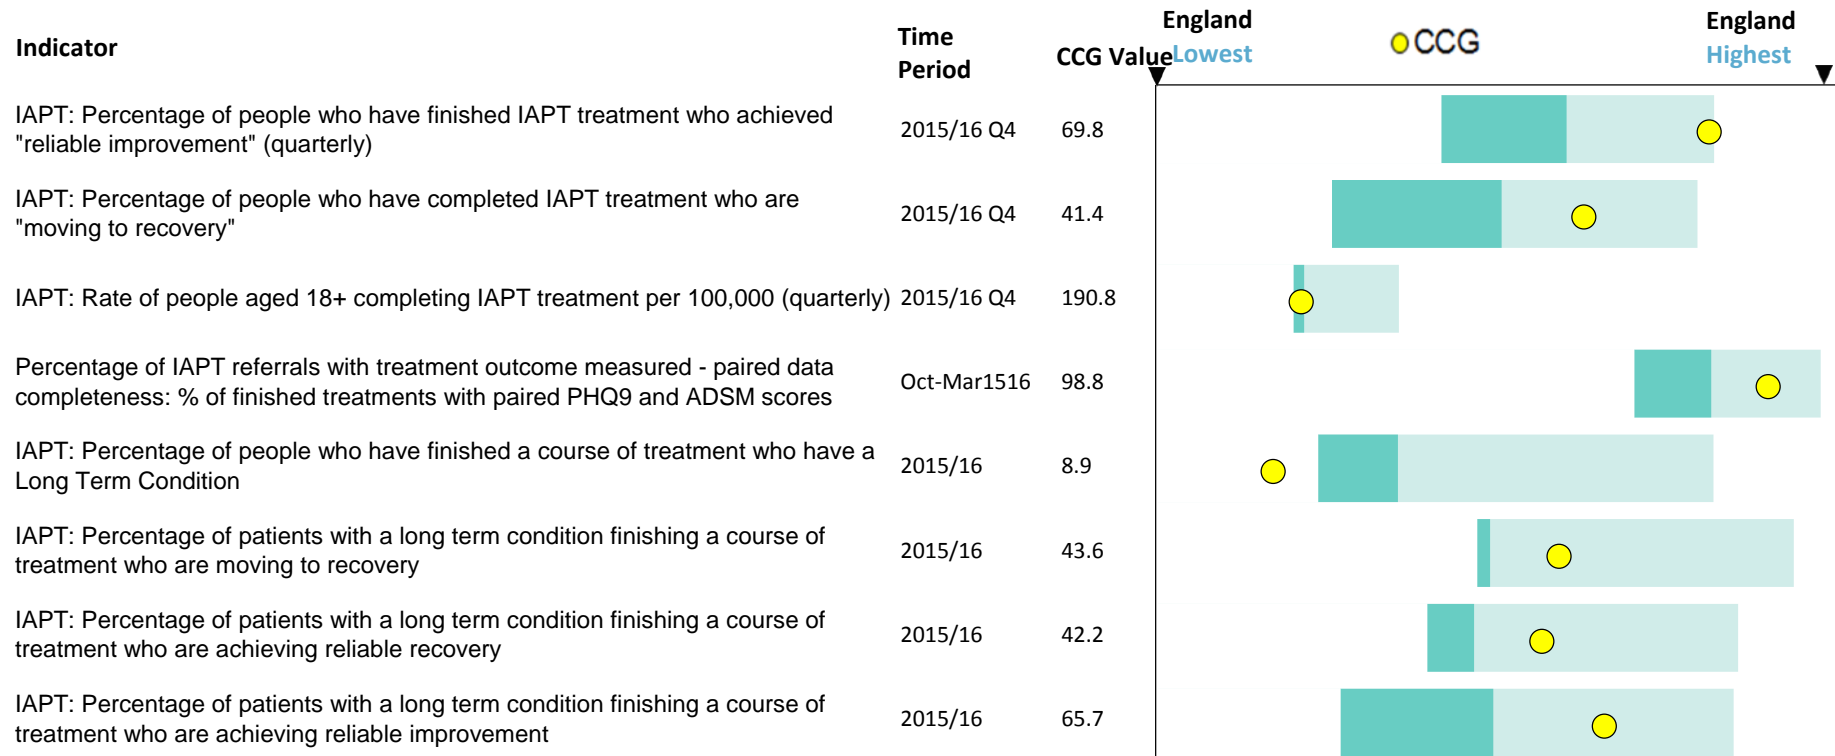 Indicator
Time
Period
CCG Value
England
Lowest
CCG
England
Highest
IAPT: Percentage of people who have finished IAPT treatment who achieved
"reliable improvement" (quarterly)
2015/16 Q4
69.8
IAPT: Percentage of people who have completed IAPT treatment who are
"moving to recovery"
2015/16 Q4
41.4
IAPT: Rate of people aged 18+ completing IAPT treatment per 100,000 (quarterly)
2015/16 Q4
190.8
Percentage of IAPT referrals with treatment outcome measured - paired data
completeness: % of finished treatments with paired PHQ9 and ADSM scores
Oct-Mar1516
98.8
IAPT: Percentage of people who have finished a course of treatment who have a
Long Term Condition
2015/16
8.9
IAPT: Percentage of patients with a long term condition finishing a course of
treatment who are moving to recovery
2015/16
43.6
IAPT: Percentage of patients with a long term condition finishing a course of
treatment who are achieving reliable recovery
2015/16
42.2
IAPT: Percentage of patients with a long term condition finishing a course of
treatment who are achieving reliable improvement
2015/16
65.7